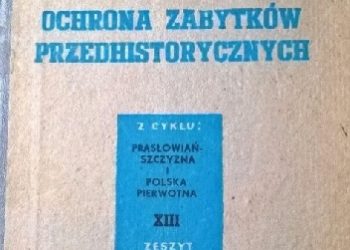 OCHRONA ZABYTKÓW
PRZEDHISTORYCZNYCH
Z CYKLU:
PRASŁOWIAŃ-
SZCZYZNA I
POLSKA
PIERWOTNA
XIII
ZESZYT